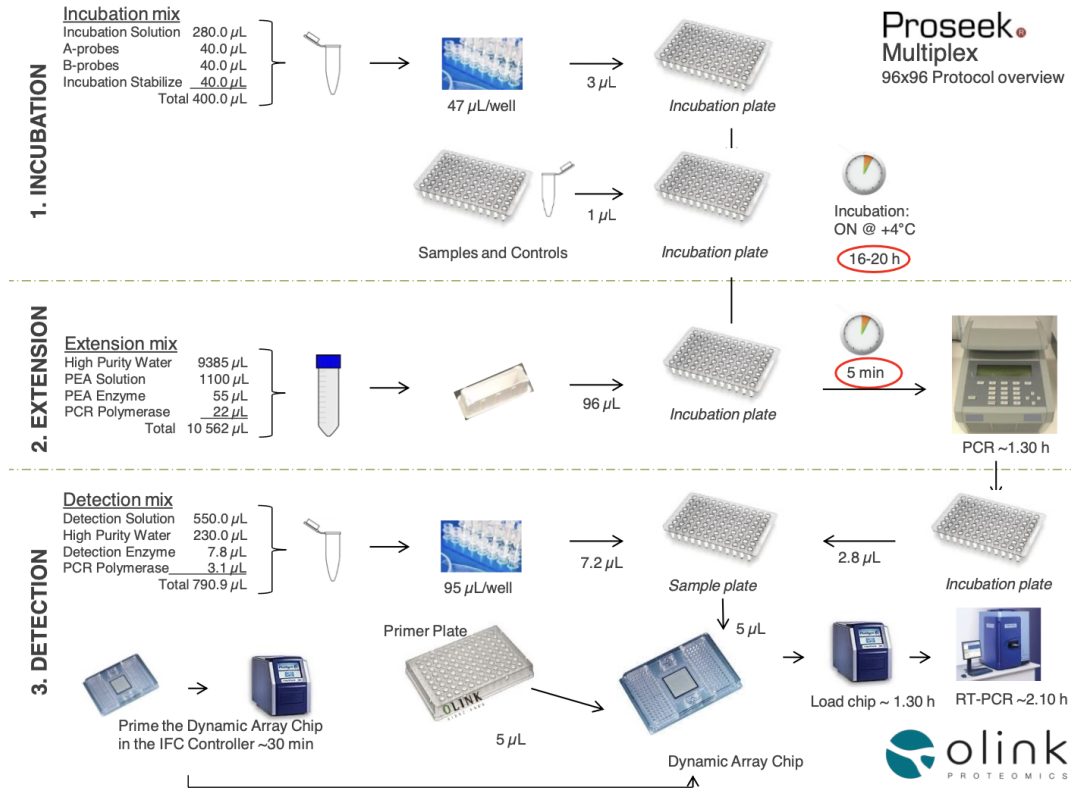 Proseek®
Multiplex
96x96 Protocol overview
1. INCUBATION
Incubation mix
Incubation Solution 280.0 µL
A-probes 40.0 µL
B-probes 40.0 µL
Incubation Stabilize 40.0 µL
Total 400.0 µL
47 µL/well
3 µL
Incubation plate
Samples and Controls
1 µL
Incubation plate
Incubation:
ON @ +4°C
16-20 h
2. EXTENSION
Extension mix
High Purity Water 9385 µL
PEA Solution 1100 µL
PEA Enzyme 55 µL
PCR Polymerase 22 µL
Total 10 562 µL
96 µL
Incubation plate
5 min
PCR ~1.30 h
3. DETECTION
Detection mix
Detection Solution 550.0 µL
High Purity Water 230.0 µL
Detection Enzyme 7.8 µL
PCR Polymerase 3.1 µL
Total 790.9 µL
95 µL/well
7.2 µL
Sample plate
2.8 µL
Incubation plate
5 µL
Primer Plate
OLINK
5 µL
Prime the Dynamic Array Chip
in the IFC Controller ~30 min
Dynamic Array Chip
Load chip ~ 1.30 h
RT-PCR ~2.10 h
olink
PROTEOMICS